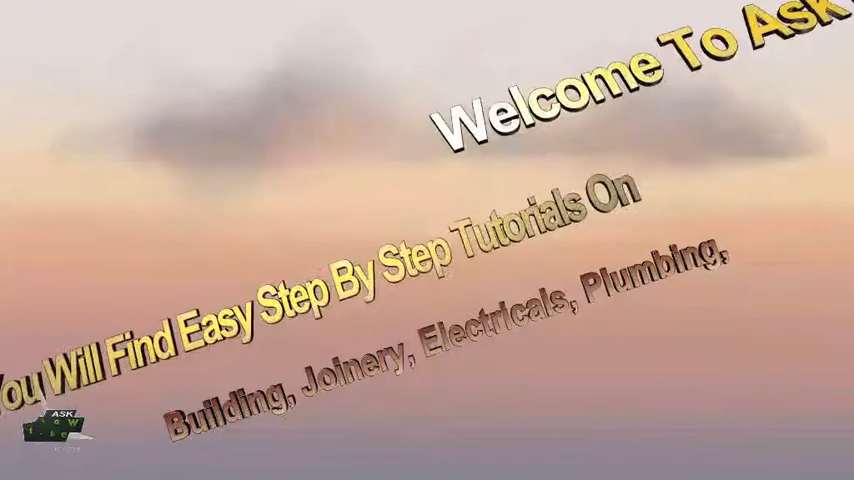 Welcome To Ask
You Will Find Easy Step By Step Tutorials On
Building, Joinery, Electricals, Plumbing,
ASK